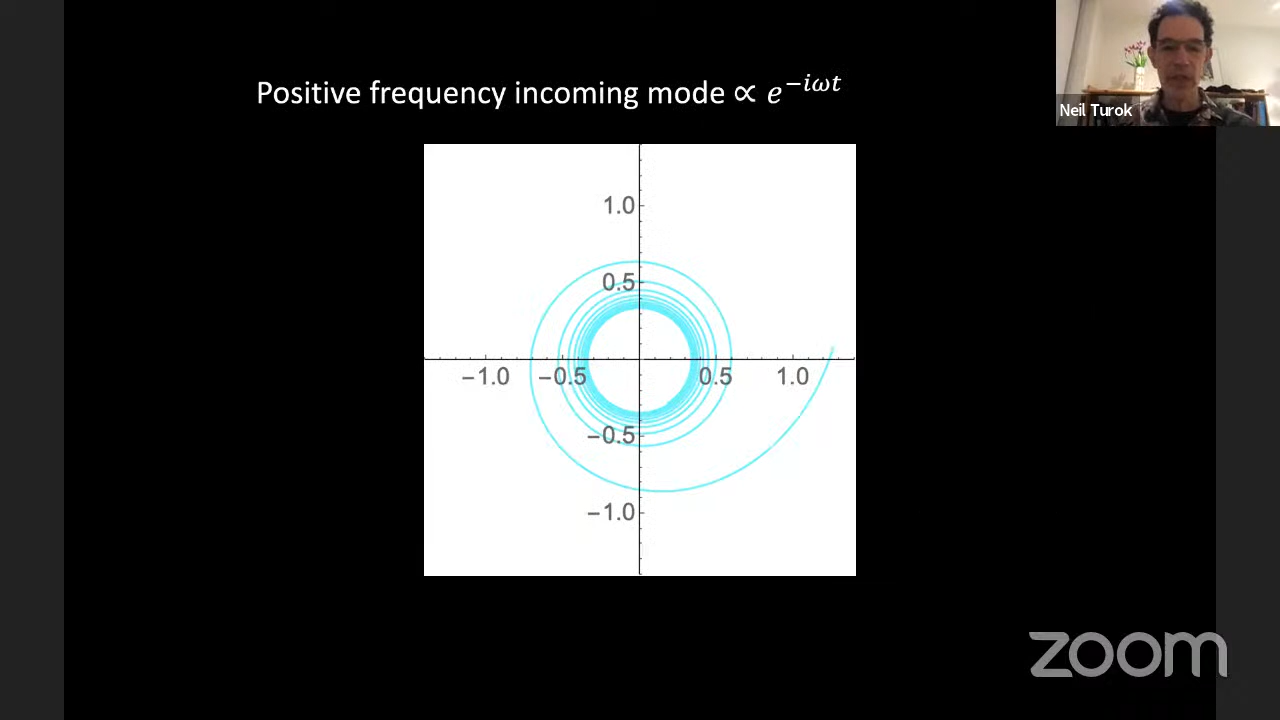 Positive frequency incoming mode ∝ e^{−iωt}
Neil Turok
1.0
0.5
−1.0 −0.5 0.5 1.0
−0.5
−1.0
zoom